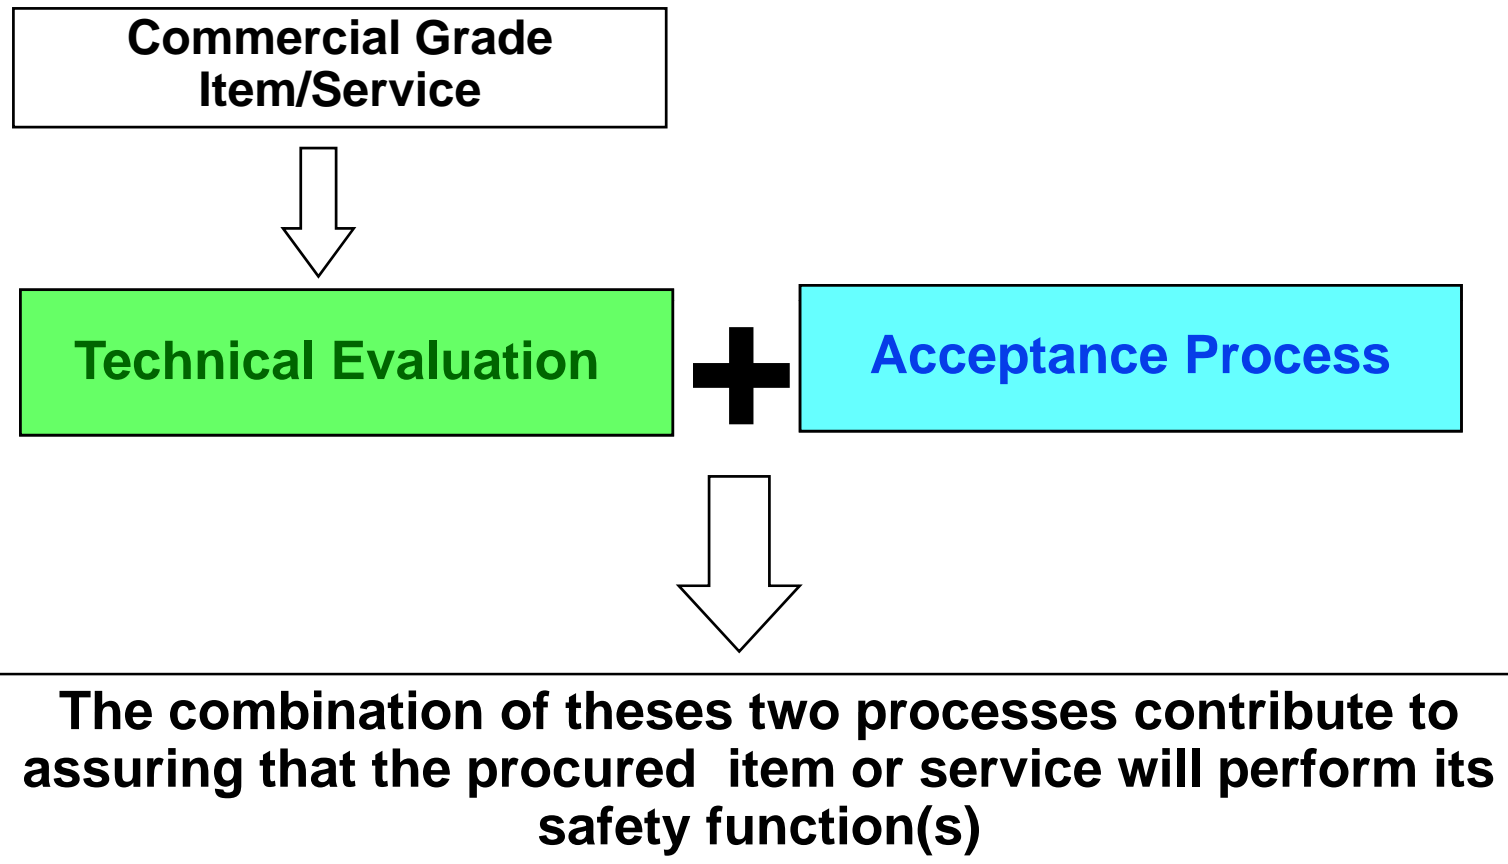 Commercial Grade
Item/Service
Technical Evaluation
Acceptance Process
The combination of theses two processes contribute to
assuring that the procured  item or service will perform its
safety function(s)